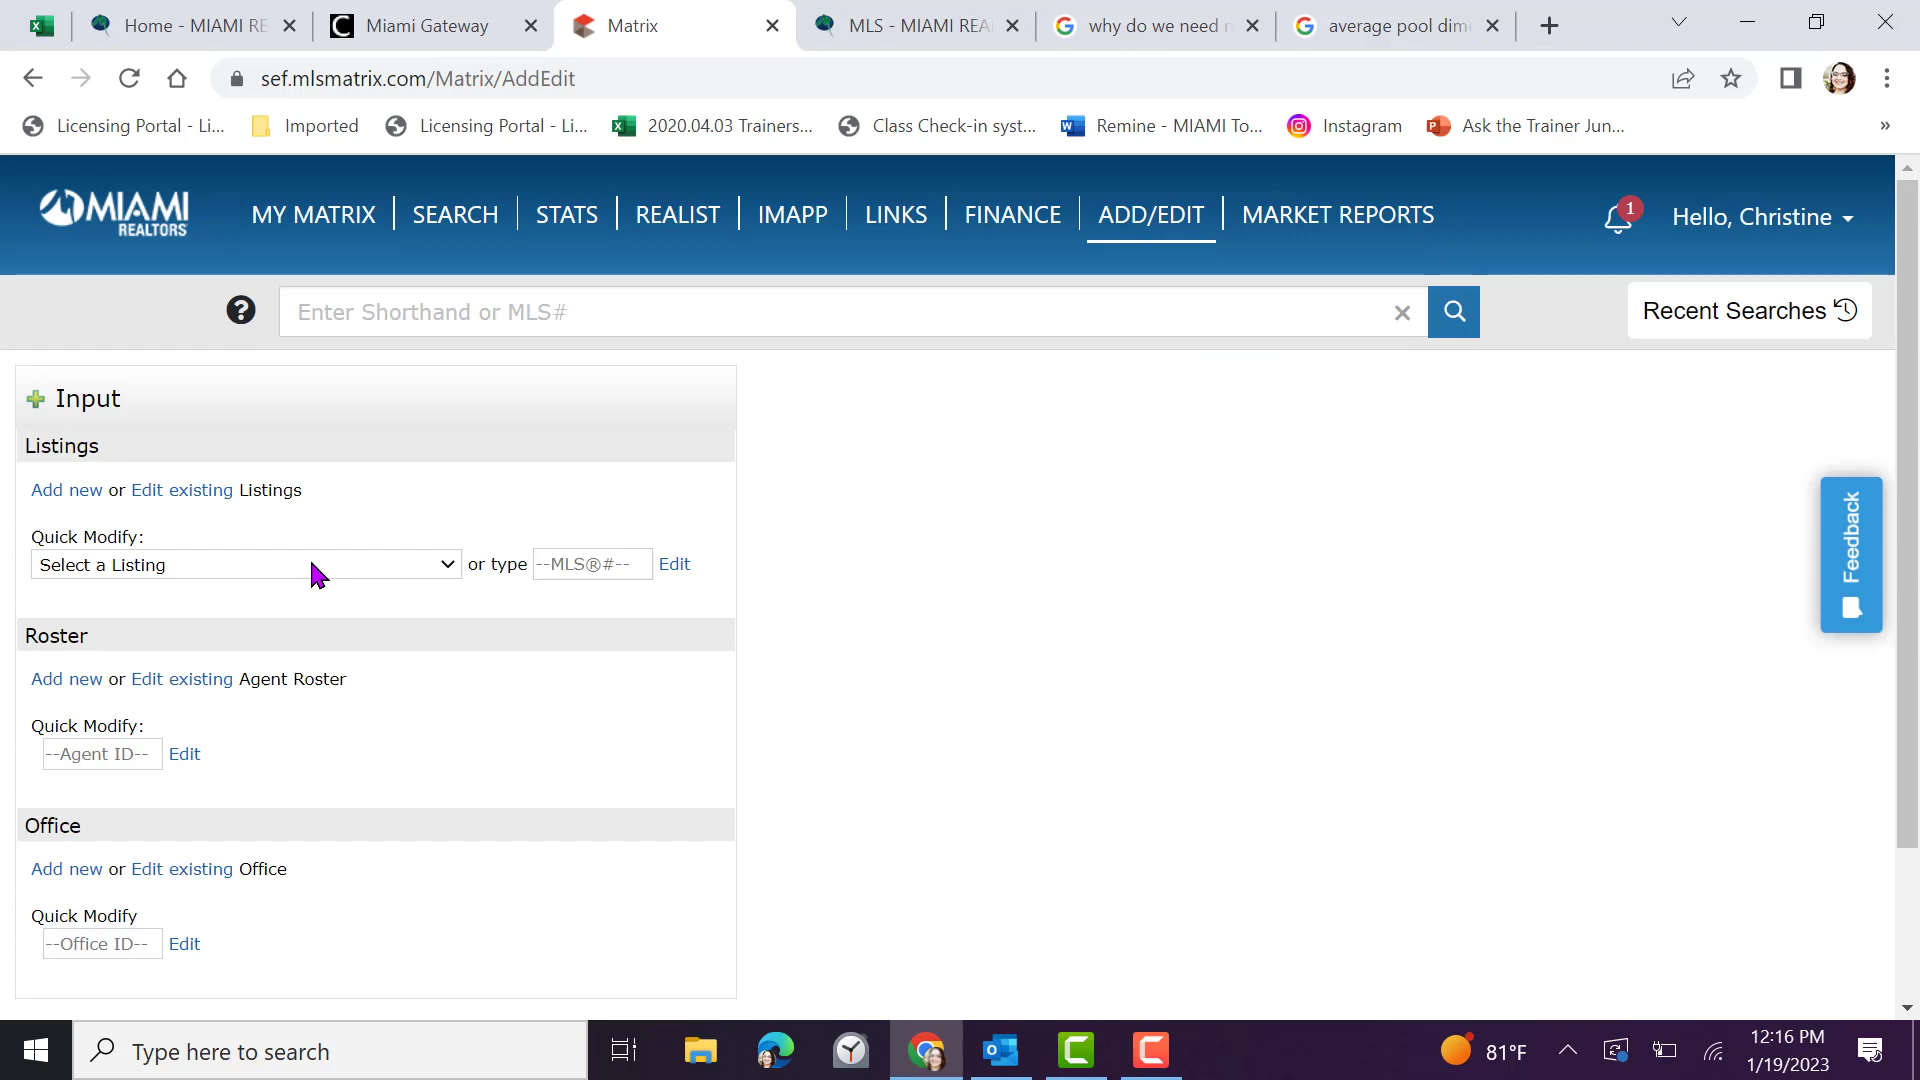 Home - MIAMI RE
Miami Gateway
Matrix
MLS - MIAMI REA
why do we need r
average pool dime
sef.mlsmatrix.com/Matrix/AddEdit
Licensing Portal - Li...
Imported
Licensing Portal - Li...
2020.04.03 Trainers...
Class Check-in syst...
Remine - MIAMI To...
Instagram
Ask the Trainer Jun...
»
MIAMI
REALTORS®
MY MATRIX
SEARCH
STATS
REALIST
IMAPP
LINKS
FINANCE
ADD/EDIT
MARKET REPORTS
1
Hello, Christine
Enter Shorthand or MLS#
Recent Searches
Input
Listings
Add new or Edit existing Listings
Quick Modify:
Select a Listing or type --MLS®#-- Edit
Feedback
Roster
Add new or Edit existing Agent Roster
Quick Modify:
--Agent ID-- Edit
Office
Add new or Edit existing Office
Quick Modify
--Office ID-- Edit
Type here to search
81°F
12:16 PM
1/19/2023